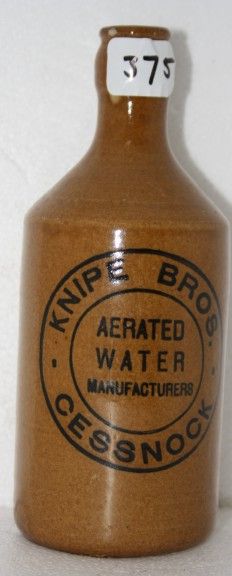 375
KNIPE BROS.
AERATED
WATER
MANUFACTURERS
CESSNOCK